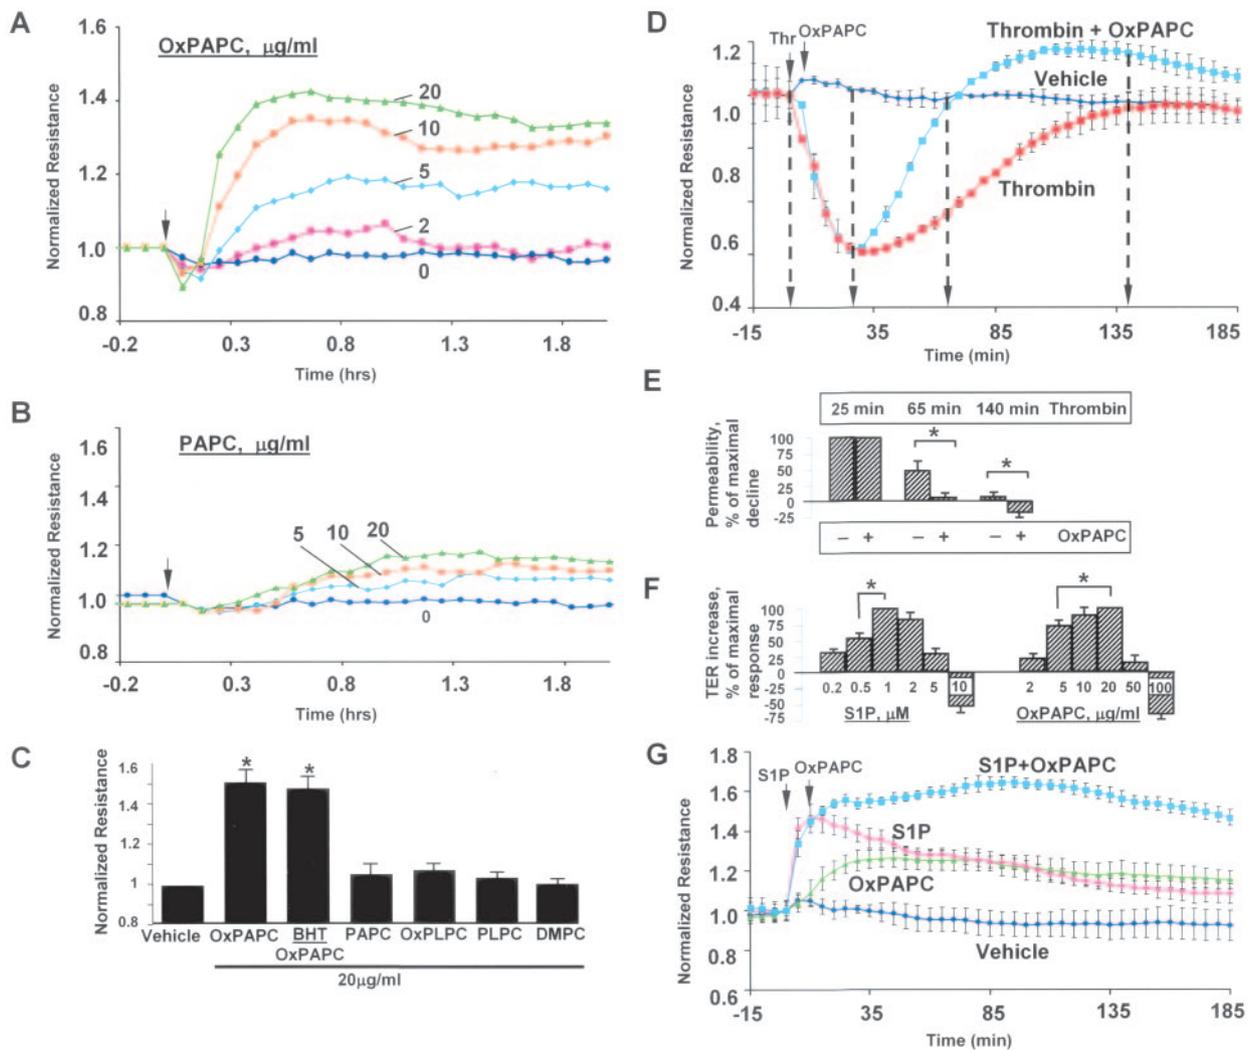 A
OxPAPC, μg/ml
Normalized Resistance
1.6
1.4
1.2
1.0
0.8
20
10
5
2
0
-0.2 0.3 0.8 1.3 1.8
Time (hrs)
B
PAPC, μg/ml
Normalized Resistance
1.6
1.4
1.2
1.0
0.8
5 10 20
0
-0.2 0.3 0.8 1.3 1.8
Time (hrs)
C
Normalized Resistance
1.6
1.4
1.2
1
0.8
* *
Vehicle OxPAPC BHT PAPC OxPLPC PLPC DMPC
OxPAPC
20μg/ml
D
Thr OxPAPC
Thrombin + OxPAPC
Vehicle
Thrombin
Normalized Resistance
1.2
1.0
0.8
0.6
0.4
-15 35 85 135 185
Time (min)
E
25 min 65 min 140 min Thrombin
Permeability,
% of maximal
decline
100
75
50
25
0
-25
* *
– + – + – + OxPAPC
F
TER increase,
% of maximal
response
100
75
50
25
0
-25
-50
-75
* *
0.2 0.5 1 2 5 10 2 5 10 20 50 100
S1P, μM OxPAPC, μg/ml
G
S1P OxPAPC
S1P+OxPAPC
S1P
OxPAPC
Vehicle
Normalized Resistance
1.8
1.6
1.4
1.2
1.0
0.8
0.6
-15 35 85 135 185
Time (min)